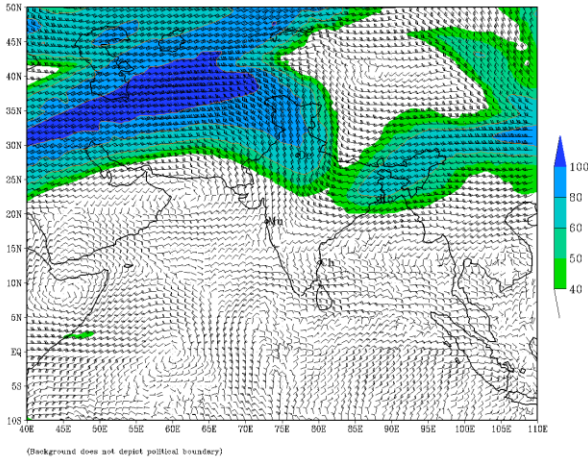 50N
45N
40N
35N
30N
25N
20N
15N
10N
5N
EQ
5S
10S
40E 45E 50E 55E 60E 65E 70E 75E 80E 85E 90E 95E 100E 105E 110E
Mu
Ch
100
80
60
50
40
(Background does not depict political boundary)